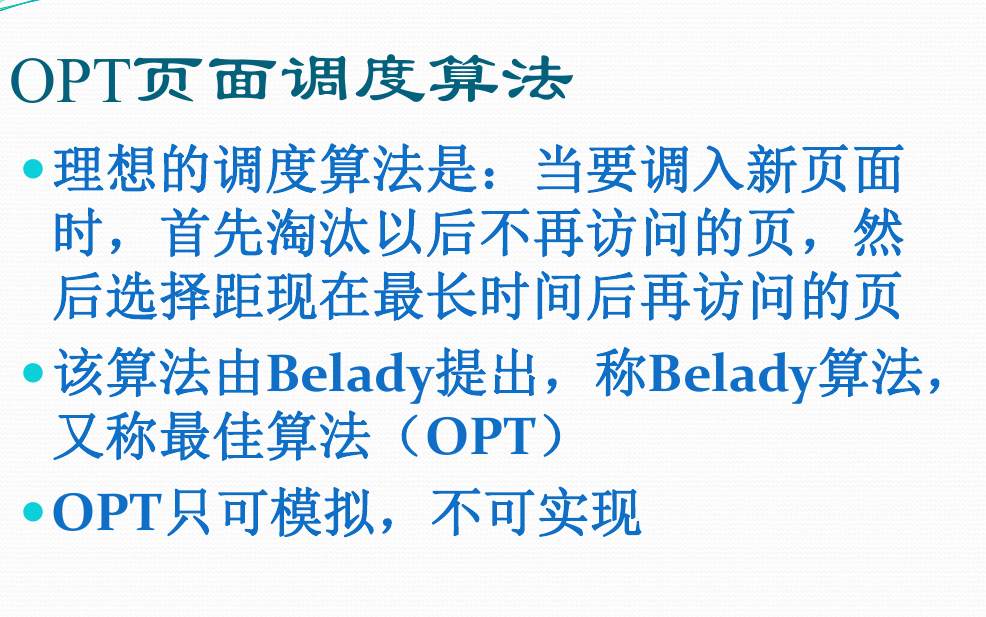 OPT页面调度算法
理想的调度算法是：当要调入新页面
时，首先淘汰以后不再访问的页，然
后选择距现在最长时间后再访问的页
该算法由Belady提出，称Belady算法，
又称最佳算法（OPT）
OPT只可模拟，不可实现